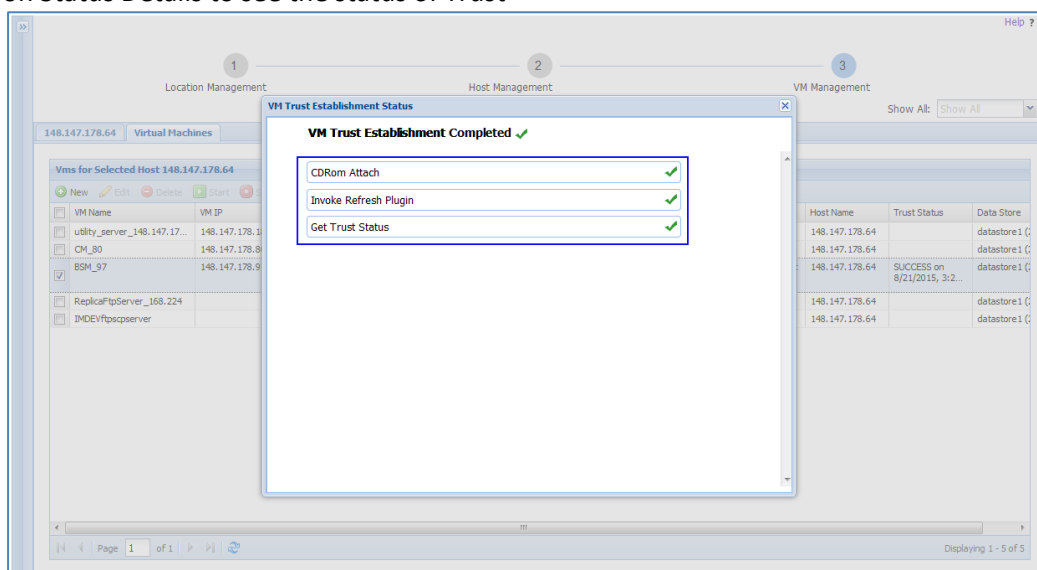 on Status Details to see the status of Trust
Help ?
1 2 3
Location Management Host Management VM Management
VM Trust Establishment Status
Show All: Show All
VM Trust Establishment Completed
148.147.178.64 Virtual Machines
CDRom Attach
Vms for Selected Host 148.147.178.64
New Edit Delete Start
Invoke Refresh Plugin
VM Name VM IP Host Name Trust Status Data Store
Get Trust Status
utility_server_148.147.17... 148.147.178.1 148.147.178.64 datastore1 (
CM_80 148.147.178.8 148.147.178.64 datastore1 (
BSM_97 148.147.178.9 148.147.178.64 SUCCESS on datastore1 (
8/21/2015, 3:2...
ReplicaFtpServer_168.224 148.147.178.64 datastore1 (
IMDEVftpscpserver 148.147.178.64 datastore1 (
Page 1 of 1 Displaying 1 - 5 of 5